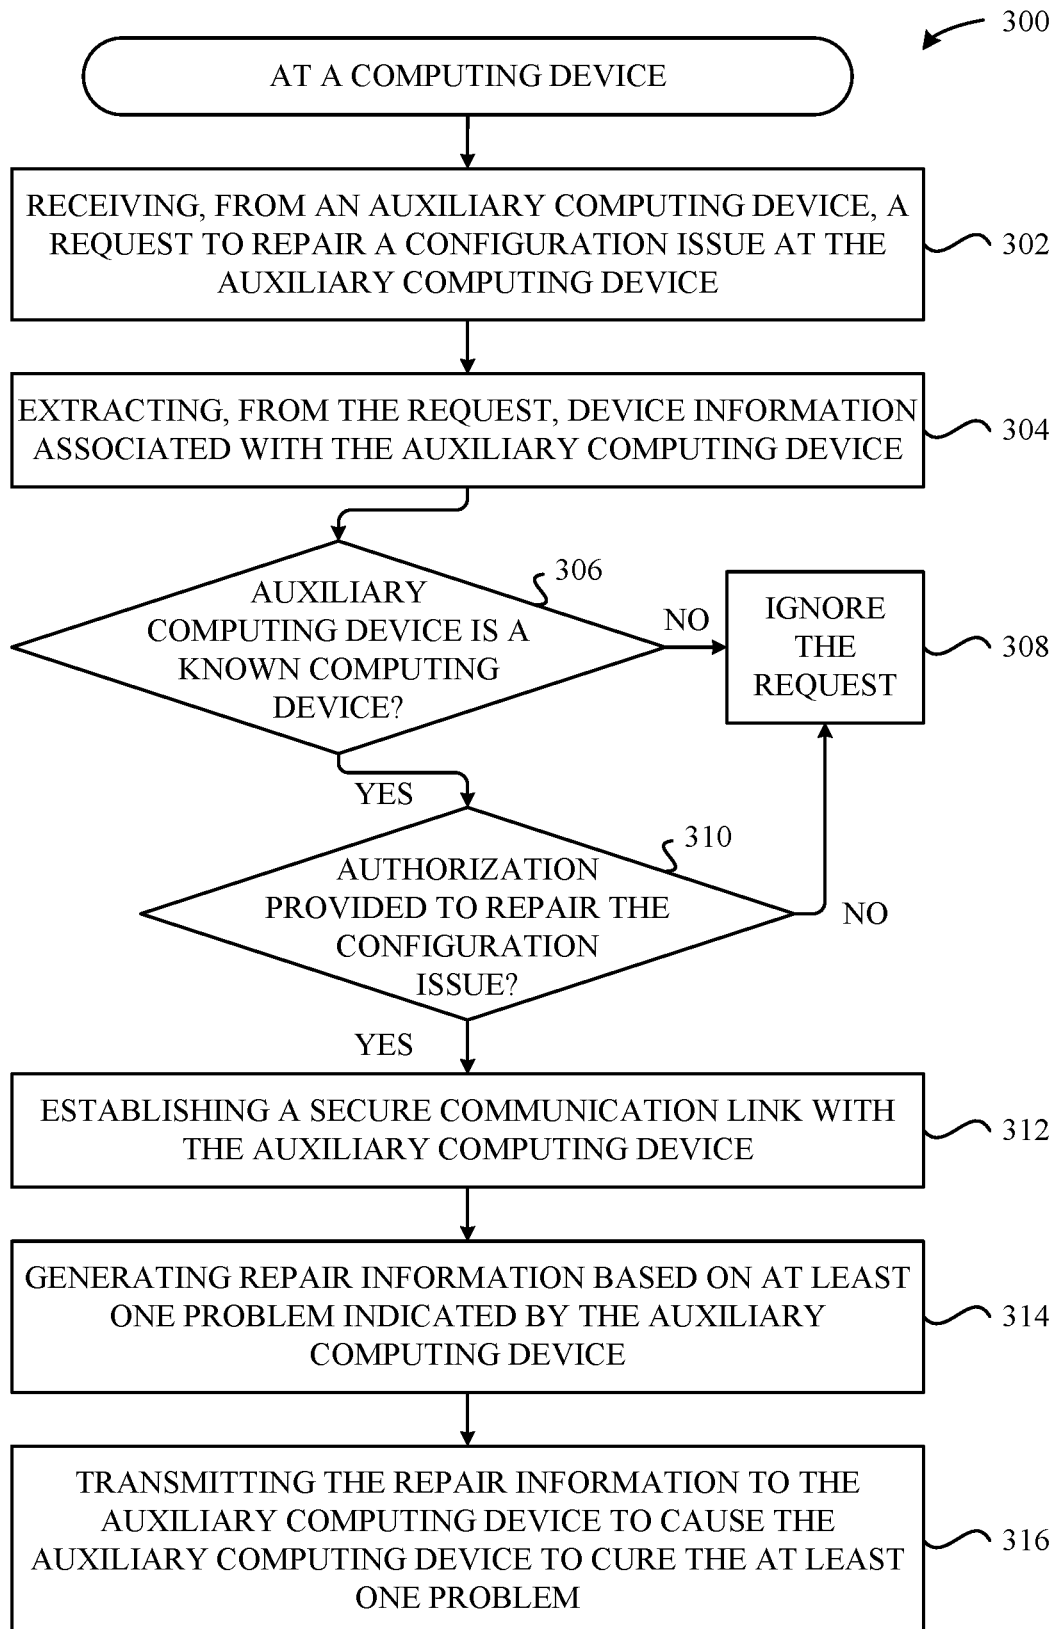 300
AT A COMPUTING DEVICE
RECEIVING, FROM AN AUXILIARY COMPUTING DEVICE, A
REQUEST TO REPAIR A CONFIGURATION ISSUE AT THE
AUXILIARY COMPUTING DEVICE
302
EXTRACTING, FROM THE REQUEST, DEVICE INFORMATION
ASSOCIATED WITH THE AUXILIARY COMPUTING DEVICE
304
AUXILIARY
COMPUTING DEVICE IS A
KNOWN COMPUTING
DEVICE?
306
NO
IGNORE
THE
REQUEST
308
YES
AUTHORIZATION
PROVIDED TO REPAIR THE
CONFIGURATION
ISSUE?
310
NO
YES
ESTABLISHING A SECURE COMMUNICATION LINK WITH
THE AUXILIARY COMPUTING DEVICE
312
GENERATING REPAIR INFORMATION BASED ON AT LEAST
ONE PROBLEM INDICATED BY THE AUXILIARY
COMPUTING DEVICE
314
TRANSMITTING THE REPAIR INFORMATION TO THE
AUXILIARY COMPUTING DEVICE TO CAUSE THE
AUXILIARY COMPUTING DEVICE TO CURE THE AT LEAST
ONE PROBLEM
316